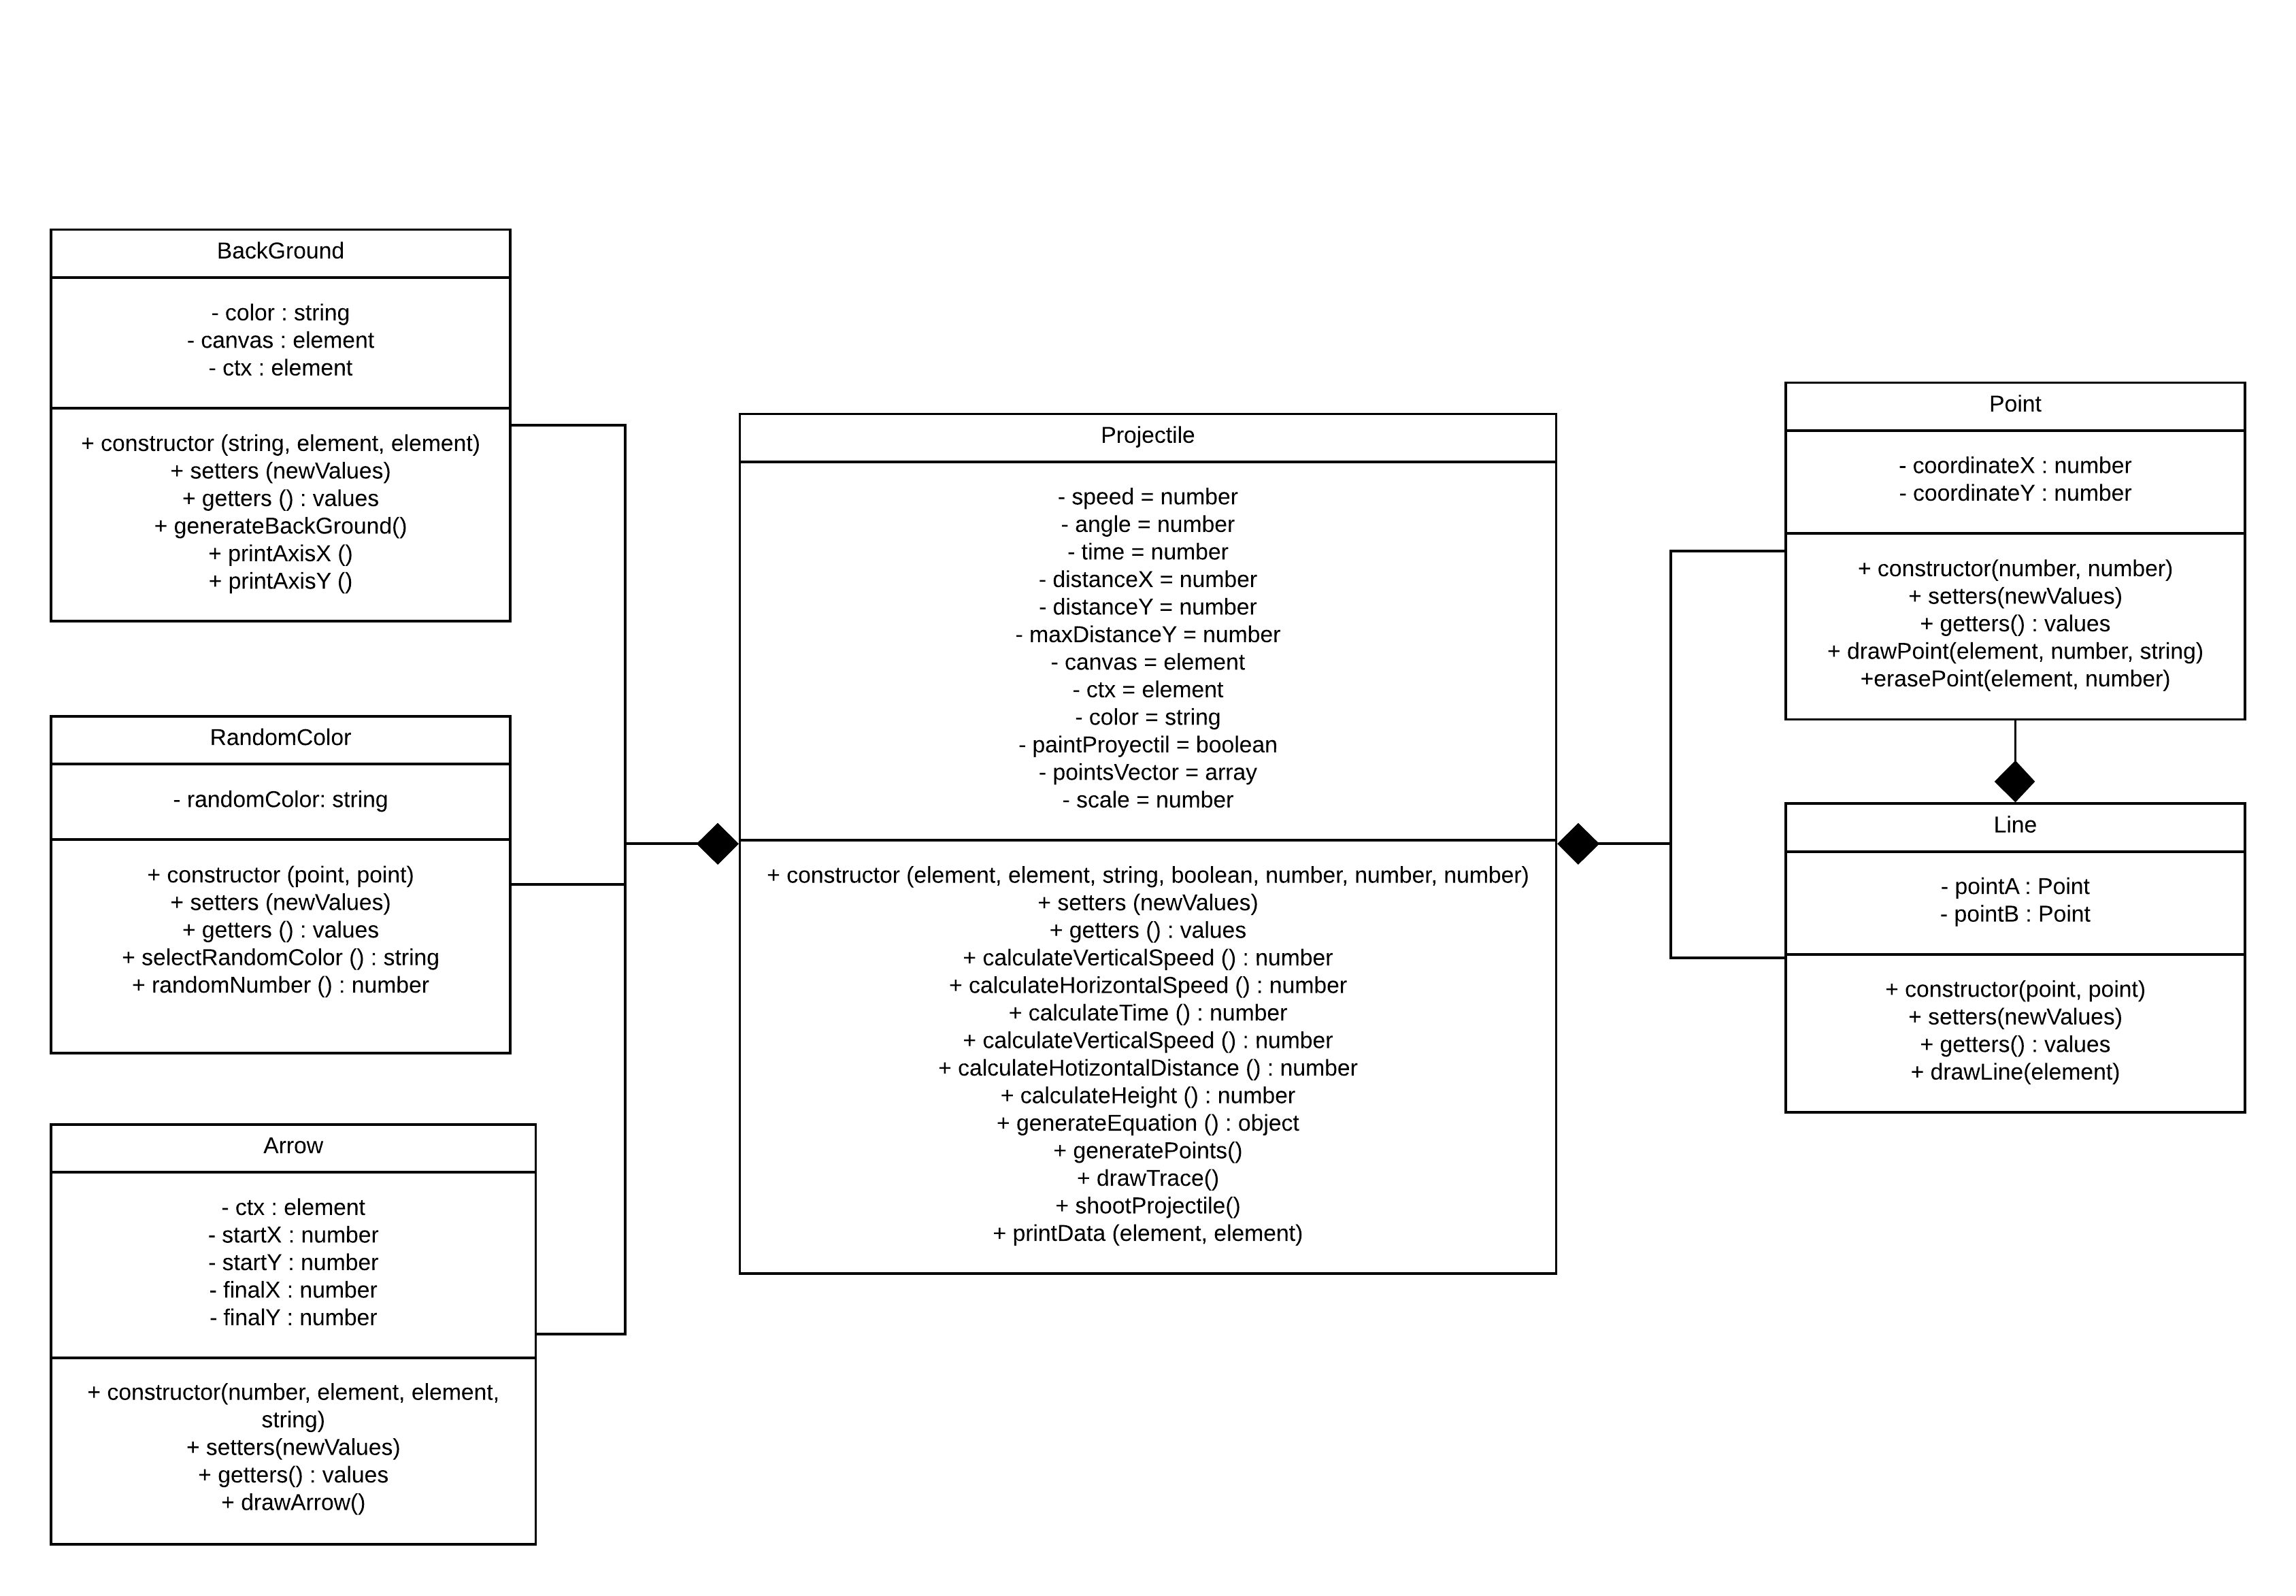 BackGround
- color : string
- canvas : element
- ctx : element
+ constructor (string, element, element)
+ setters (newValues)
+ getters () : values
+ generateBackGround()
+ printAxisX ()
+ printAxisY ()
RandomColor
- randomColor: string
+ constructor (point, point)
+ setters (newValues)
+ getters () : values
+ selectRandomColor () : string
+ randomNumber () : number
Arrow
- ctx : element
- startX : number
- startY : number
- finalX : number
- finalY : number
+ constructor(number, element, element,
string)
+ setters(newValues)
+ getters() : values
+ drawArrow()
Projectile
- speed = number
- angle = number
- time = number
- distanceX = number
- distanceY = number
- maxDistanceY = number
- canvas = element
- ctx = element
- color = string
- paintProyectil = boolean
- pointsVector = array
- scale = number
+ constructor (element, element, string, boolean, number, number, number)
+ setters (newValues)
+ getters () : values
+ calculateVerticalSpeed () : number
+ calculateHorizontalSpeed () : number
+ calculateTime () : number
+ calculateVerticalSpeed () : number
+ calculateHotizontalDistance () : number
+ calculateHeight () : number
+ generateEquation () : object
+ generatePoints()
+ drawTrace()
+ shootProjectile()
+ printData (element, element)
Point
- coordinateX : number
- coordinateY : number
+ constructor(number, number)
+ setters(newValues)
+ getters() : values
+ drawPoint(element, number, string)
+erasePoint(element, number)
Line
- pointA : Point
- pointB : Point
+ constructor(point, point)
+ setters(newValues)
+ getters() : values
+ drawLine(element)